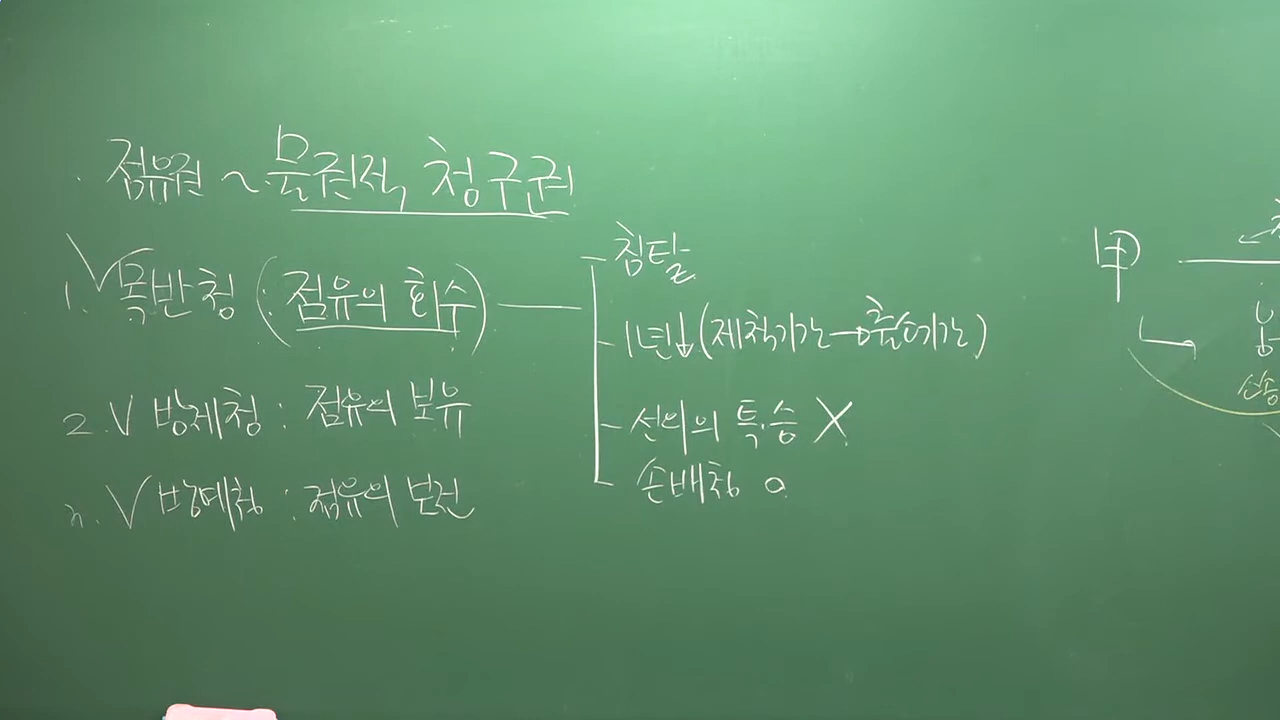 · 점유권 ~ 물권적 청구권
1. 목반청 (점유의 회수)
침탈
1년↓(제척기간→출소기간)
선의의 특.승 X
손배청 o
2. V 방제청 : 점유의 보유
3. V 방예청 : 점유의 보전
甲